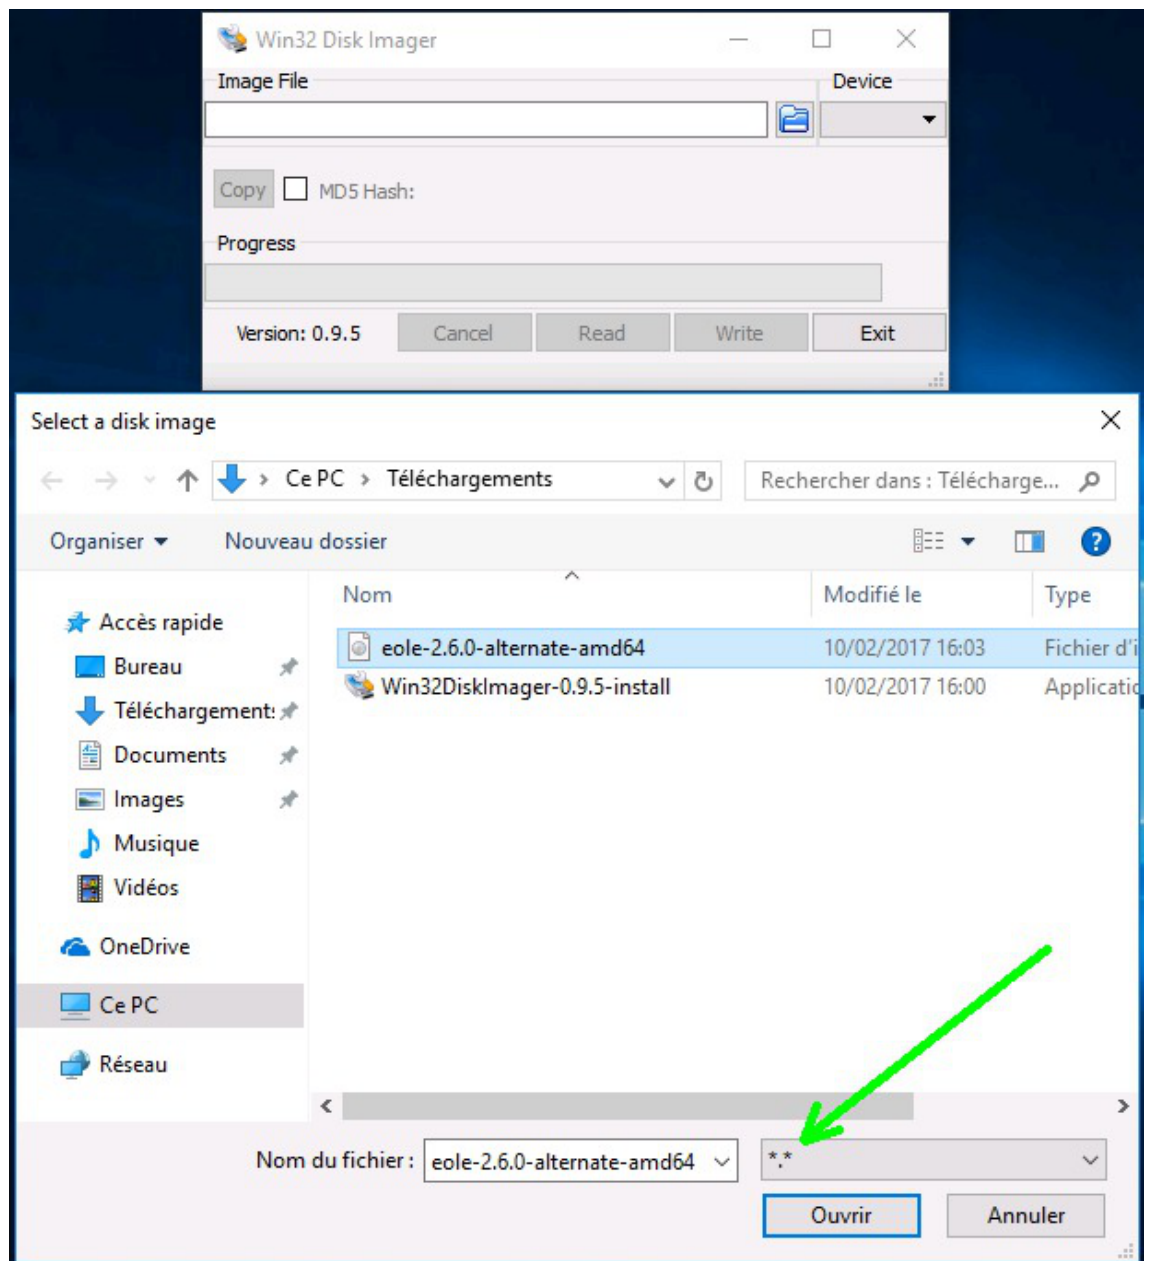 Win32 Disk Imager
Image File
Device
Copy
MD5 Hash:
Progress
Version: 0.9.5
Cancel
Read
Write
Exit
Select a disk image
Ce PC
Téléchargements
Rechercher dans : Télécharge...
Organiser
Nouveau dossier
Nom
Modifié le
Type
Accès rapide
Bureau
Téléchargement:
Documents
Images
Musique
Vidéos
OneDrive
Ce PC
Réseau
eole-2.6.0-alternate-amd64
10/02/2017 16:03
Fichier d'i
Win32DiskImager-0.9.5-install
10/02/2017 16:00
Applicatio
Nom du fichier :
eole-2.6.0-alternate-amd64
*.*
Ouvrir
Annuler